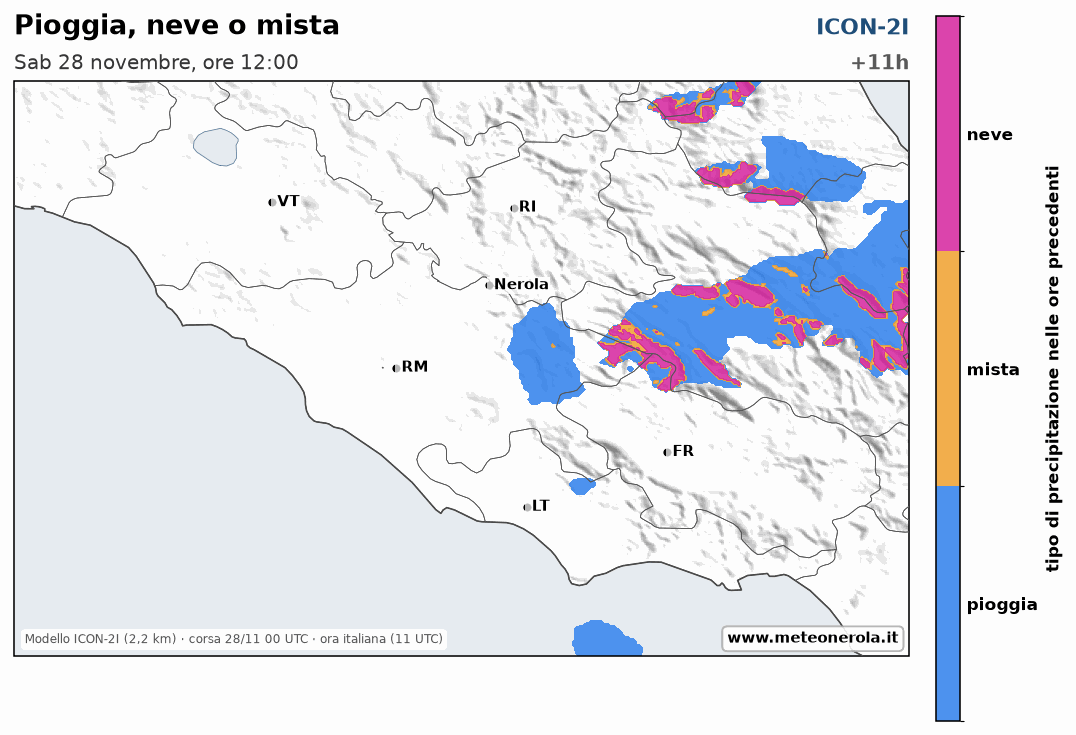 Pioggia, neve o mista
ICON-2I
Sab 28 novembre, ore 12:00
+11h
neve
VT
RI
Nerola
mista
RM
FR
LT
pioggia
tipo di precipitazione nelle ore precedenti
Modello ICON-2I (2,2 km) · corsa 28/11 00 UTC · ora italiana (11 UTC)
www.meteonerola.it